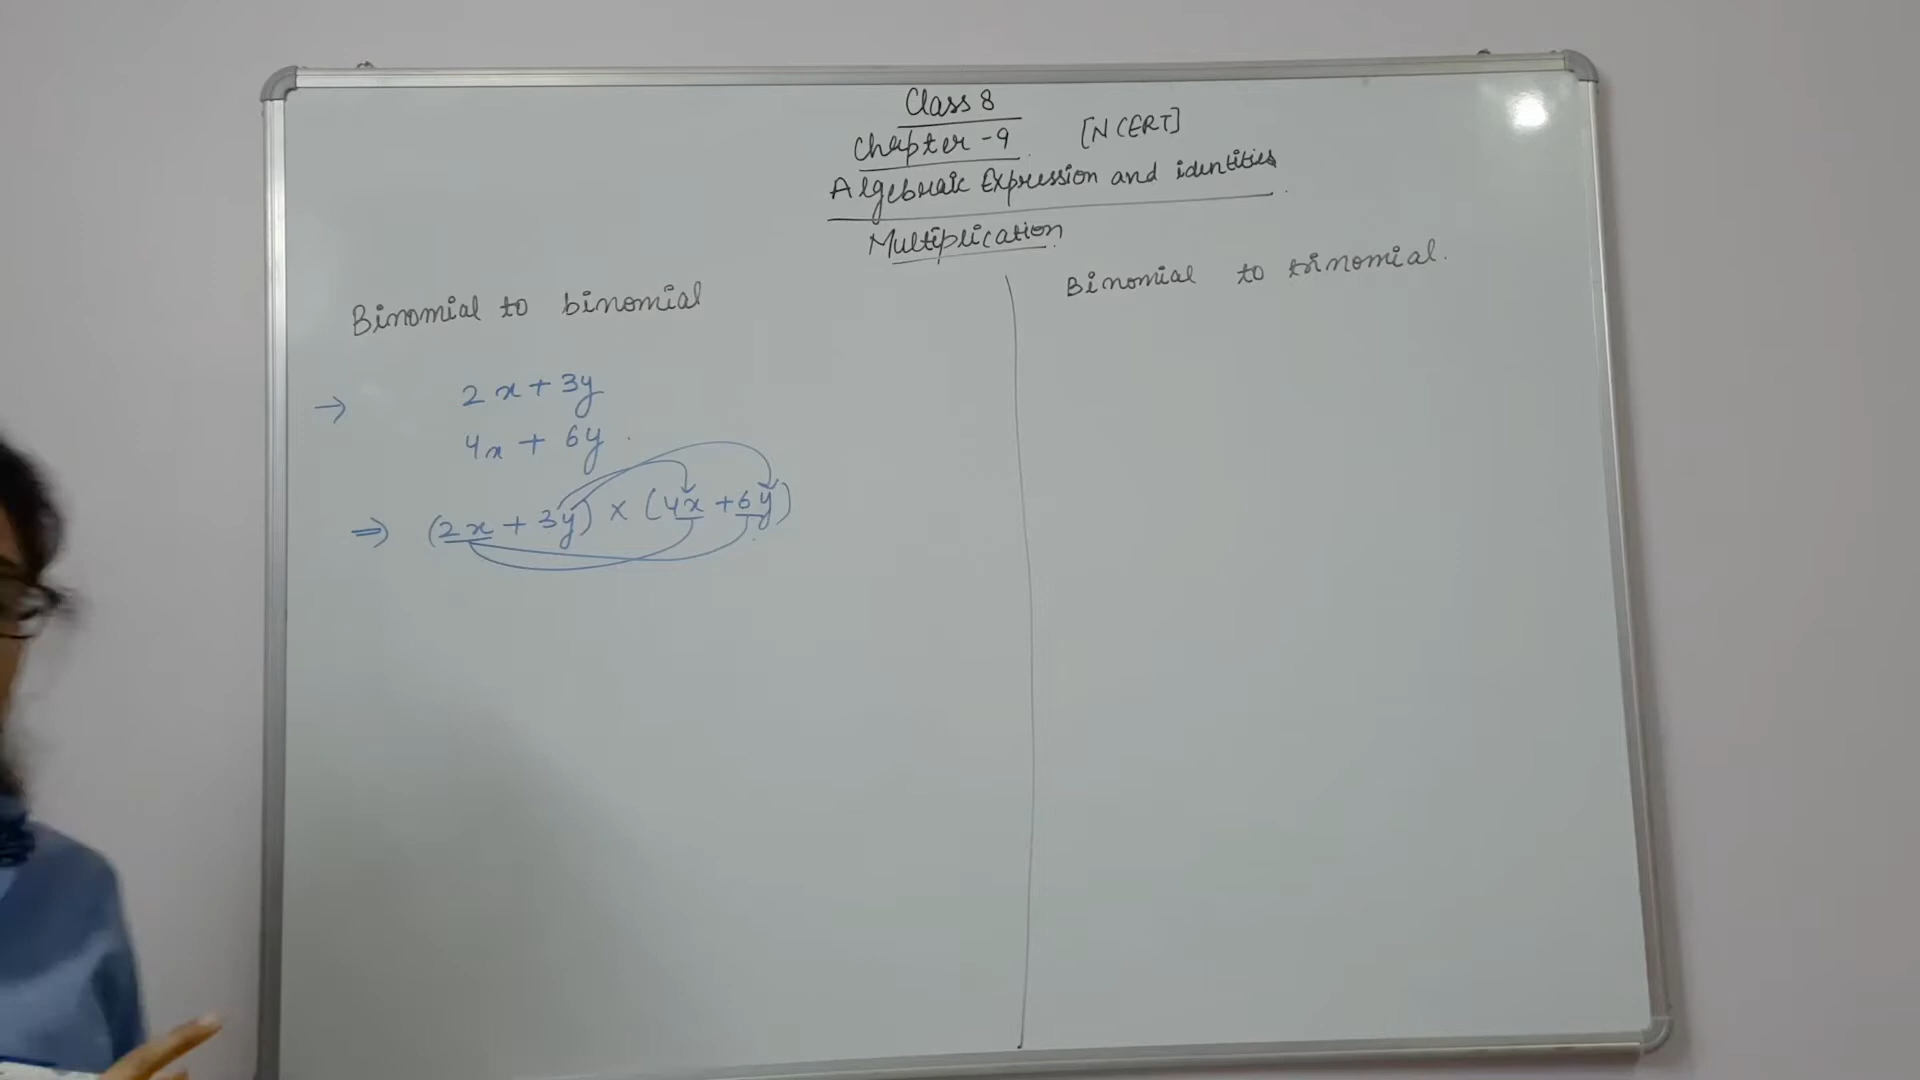 Class 8
Chapter - 9 [NCERT]
Algebraic Expression and identities
Multiplication
Binomial to binomial
→ 2x + 3y
4x + 6y
⇒ (2x + 3y) × (4x + 6y)
Binomial to trinomial.